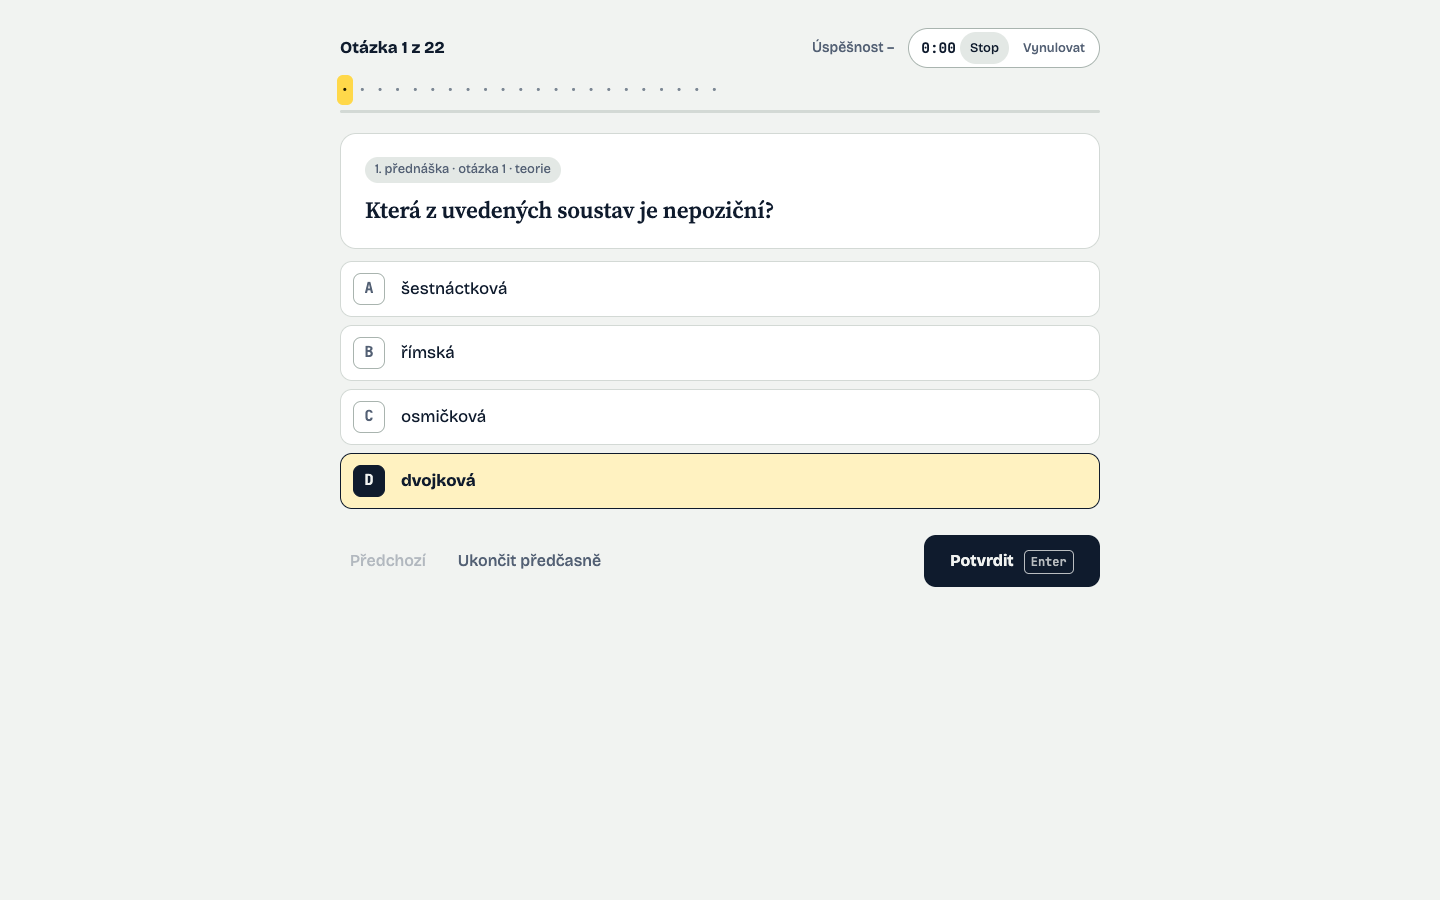 Otázka 1 z 22
Úspěšnost –
0:00 Stop Vynulovat
1. přednáška · otázka 1 · teorie
Která z uvedených soustav je nepoziční?
A šestnáctková
B římská
C osmičková
D dvojková
Předchozí Ukončit předčasně Potvrdit Enter